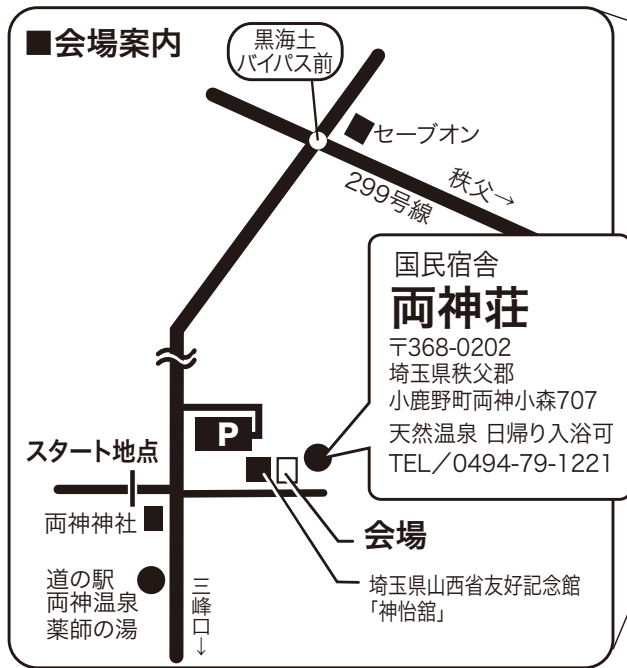 ■会場案内
黒海土
バイパス前
セーブオン
秩父→
299号線
国民宿舎
両神荘
〒368-0202
埼玉県秩父郡
小鹿野町両神小森707
天然温泉 日帰り入浴可
TEL／0494-79-1221
P
スタート地点
両神神社
会場
道の駅
両神温泉
薬師の湯
三峰口↓
埼玉県山西省友好記念館
「神怡舘」